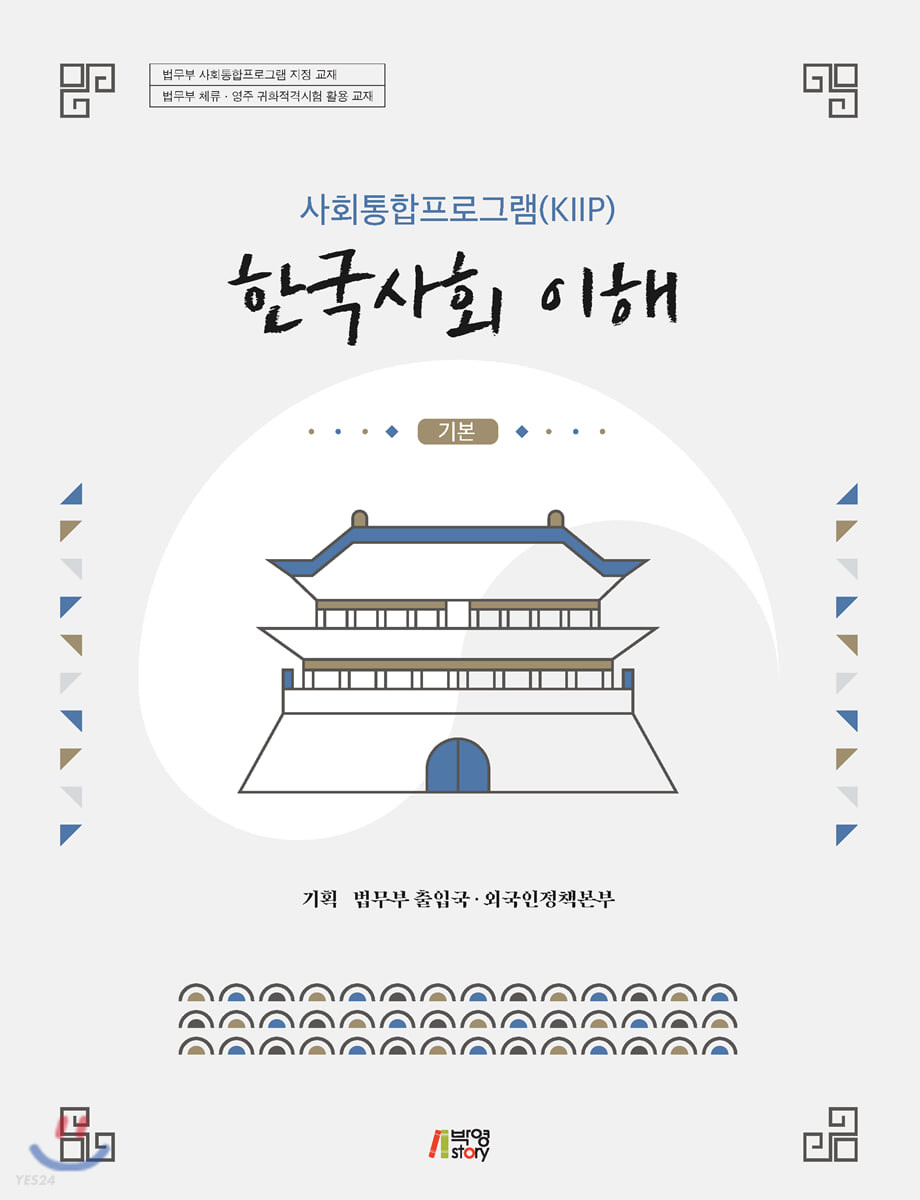 법무부 사회통합프로그램 지정 교재
법무부 체류 · 영주 귀화적격시험 활용 교재
사회통합프로그램(KIIP)
한국사회 이해
기본
기획 법무부 출입국 · 외국인정책본부
박영
story
YES24